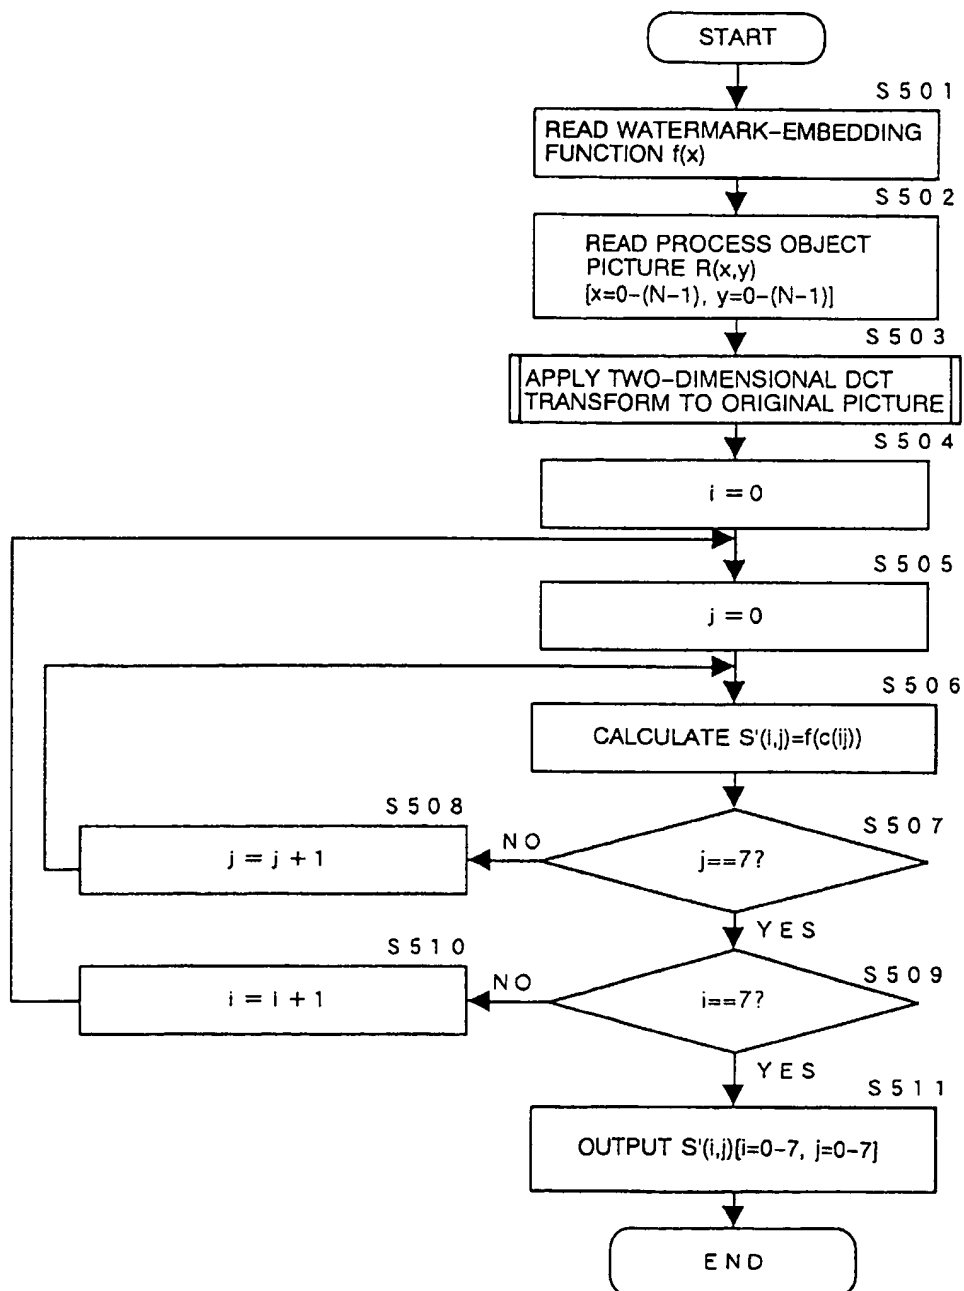 START
S501
READ WATERMARK-EMBEDDING
FUNCTION f(x)
S502
READ PROCESS OBJECT
PICTURE R(x,y)
[x=0-(N-1), y=0-(N-1)]
S503
APPLY TWO-DIMENSIONAL DCT
TRANSFORM TO ORIGINAL PICTURE
S504
i = 0
S505
j = 0
S506
CALCULATE S'(i,j)=f(c(ij))
S507
j==7?
NO
S508
j = j + 1
YES
S509
i==7?
NO
S510
i = i + 1
YES
S511
OUTPUT S'(i,j)[i=0-7, j=0-7]
END